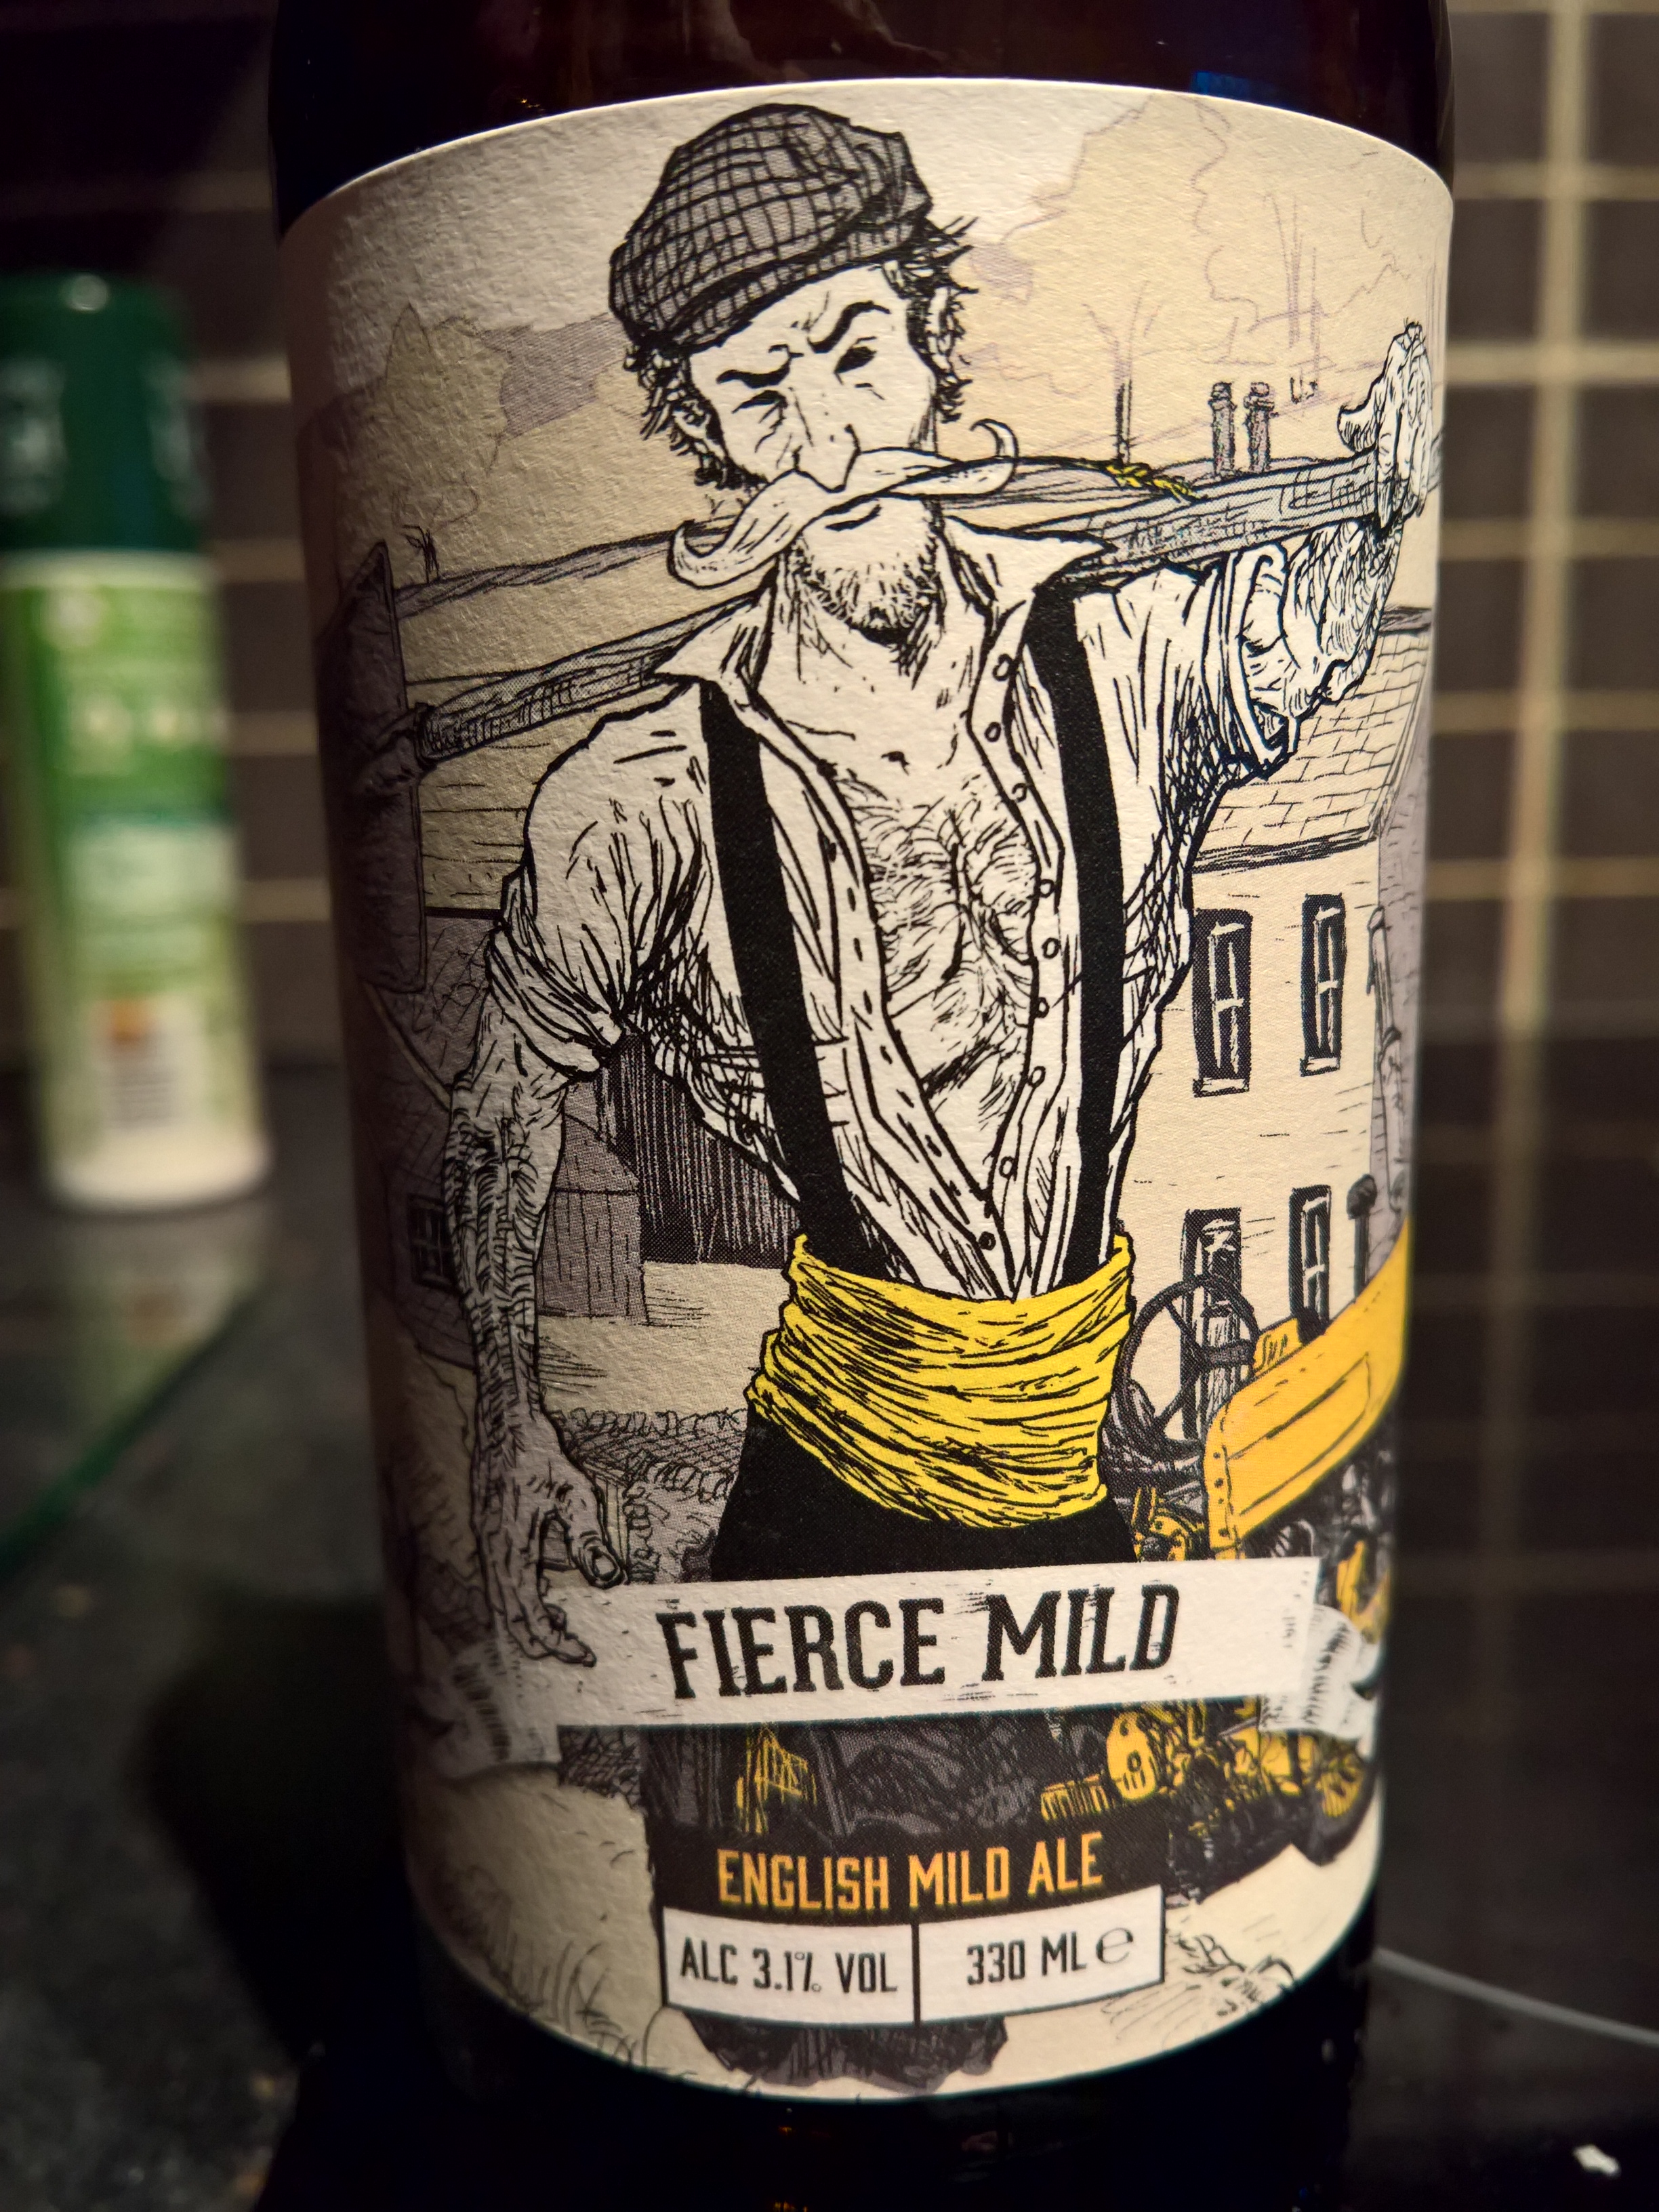 FIERCE MILD
ENGLISH MILD ALE
ALC 3.1% VOL
330 ML ℮